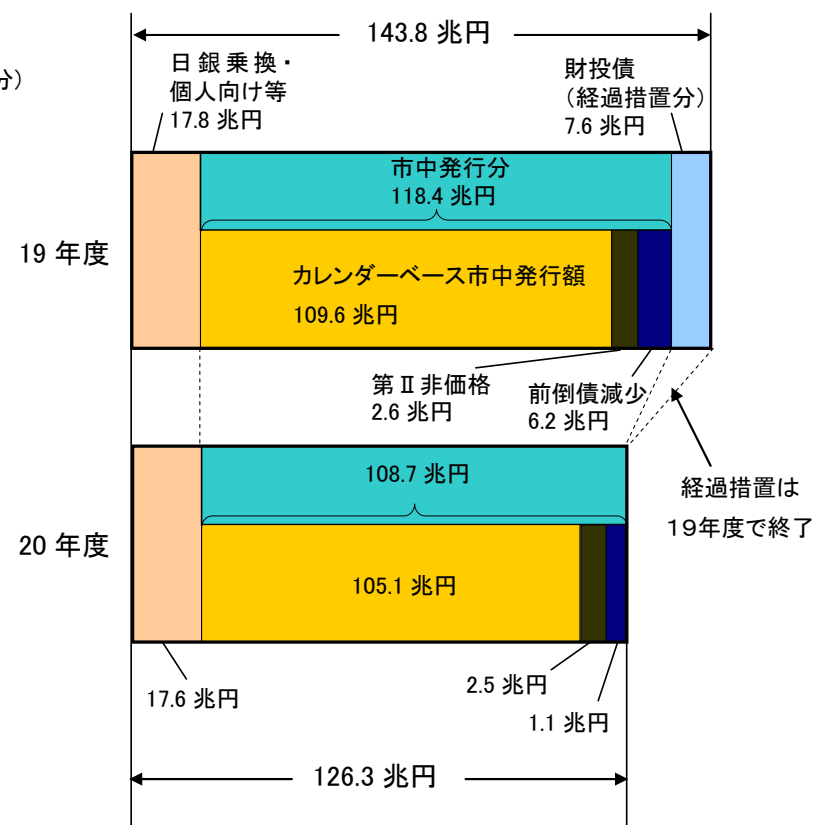 143.8 兆円
分）
日銀乗換・
個人向け等
17.8 兆円
財投債
（経過措置分）
7.6 兆円
市中発行分
118.4 兆円
19 年度
カレンダーベース市中発行額
109.6 兆円
第Ⅱ非価格
2.6 兆円
前倒債減少
6.2 兆円
経過措置は
19年度で終了
108.7 兆円
20 年度
105.1 兆円
17.6 兆円
2.5 兆円
1.1 兆円
126.3 兆円